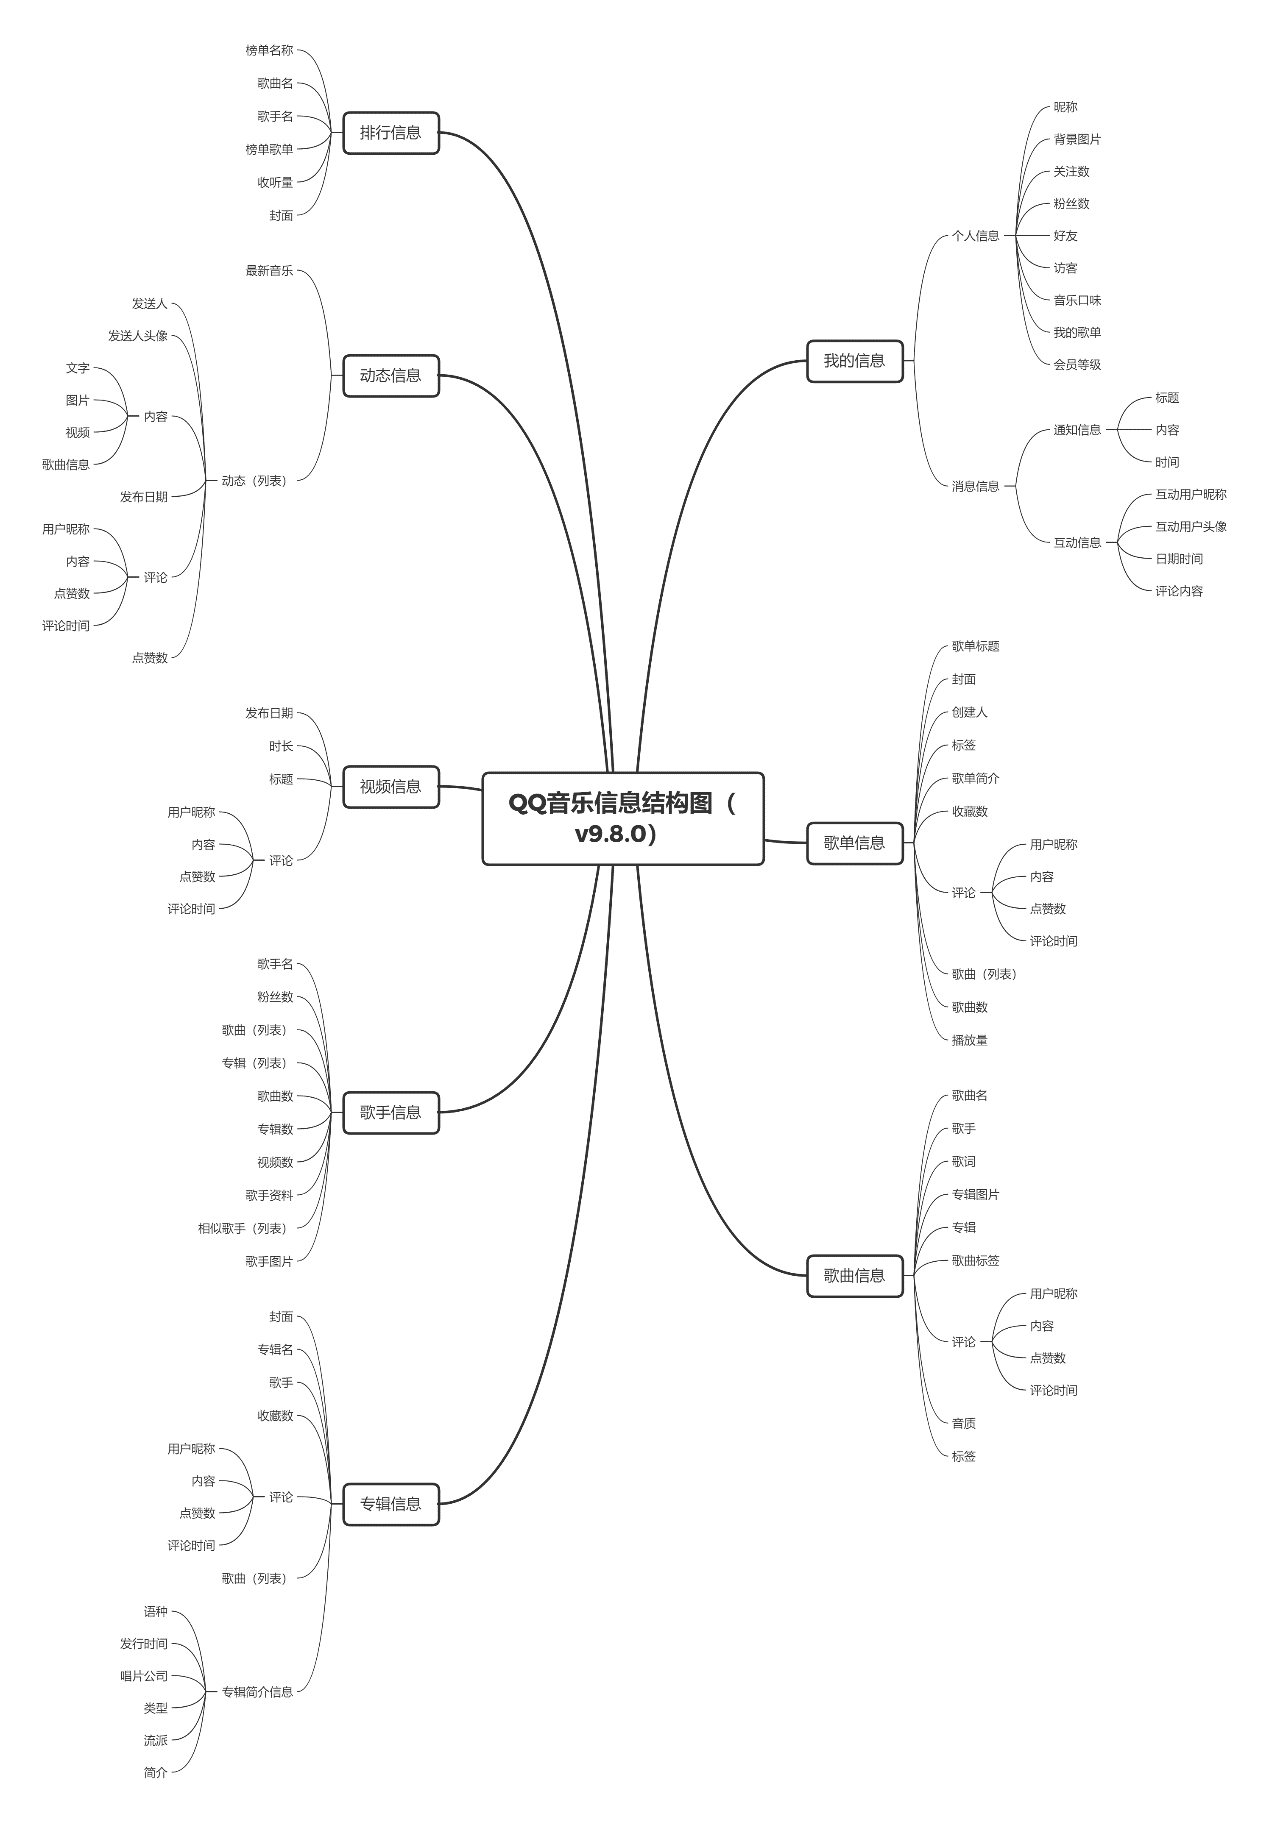 QQ音乐信息结构图（
v9.8.0）
排行信息
榜单名称
歌曲名
歌手名
榜单歌单
收听量
封面
动态信息
最新音乐
动态（列表）
发送人
发送人头像
内容
文字
图片
视频
歌曲信息
发布日期
评论
用户昵称
内容
点赞数
评论时间
点赞数
视频信息
发布日期
时长
标题
评论
用户昵称
内容
点赞数
评论时间
歌手信息
歌手名
粉丝数
歌曲（列表）
专辑（列表）
歌曲数
专辑数
视频数
歌手资料
相似歌手（列表）
歌手图片
专辑信息
封面
专辑名
歌手
收藏数
评论
用户昵称
内容
点赞数
评论时间
歌曲（列表）
专辑简介信息
语种
发行时间
唱片公司
类型
流派
简介
我的信息
个人信息
昵称
背景图片
关注数
粉丝数
好友
访客
音乐口味
我的歌单
会员等级
消息信息
通知信息
标题
内容
时间
互动信息
互动用户昵称
互动用户头像
日期时间
评论内容
歌单信息
歌单标题
封面
创建人
标签
歌单简介
收藏数
评论
用户昵称
内容
点赞数
评论时间
歌曲（列表）
歌曲数
播放量
歌曲信息
歌曲名
歌手
歌词
专辑图片
专辑
歌曲标签
评论
用户昵称
内容
点赞数
评论时间
音质
标签